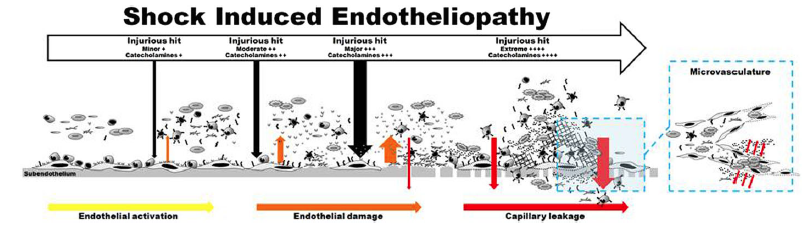 Shock Induced Endotheliopathy
Injurious hit
Minor +
Catecholamines +
Injurious hit
Moderate ++
Catecholamines ++
Injurious hit
Major +++
Catecholamines +++
Injurious hit
Extreme ++++
Catecholamines ++++
Microvasculature
Subendothelium
Endothelial activation
Endothelial damage
Capillary leakage